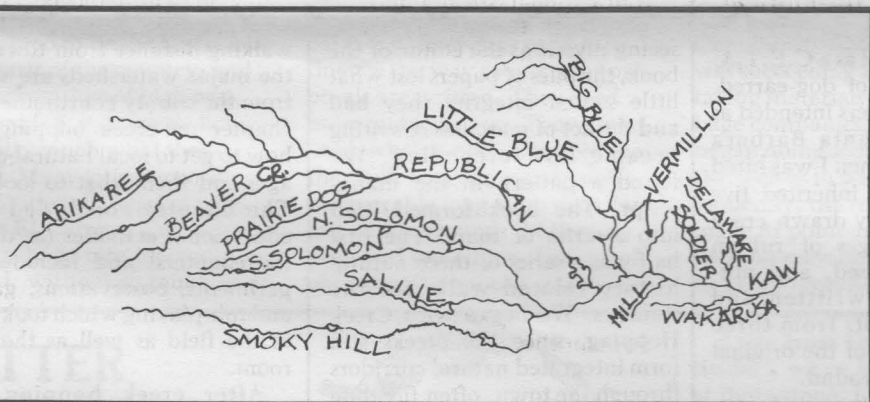 BIG BLUE
LITTLE BLUE
VERMILLION
REPUBLICAN
DELAWARE
ARIKAREE
BEAVER CR.
PRAIRIE DOG
N. SOLOMON
SOLDIER
S. SOLOMON
SALINE
KAW
MILL
WAKARUSA
SMOKY HILL